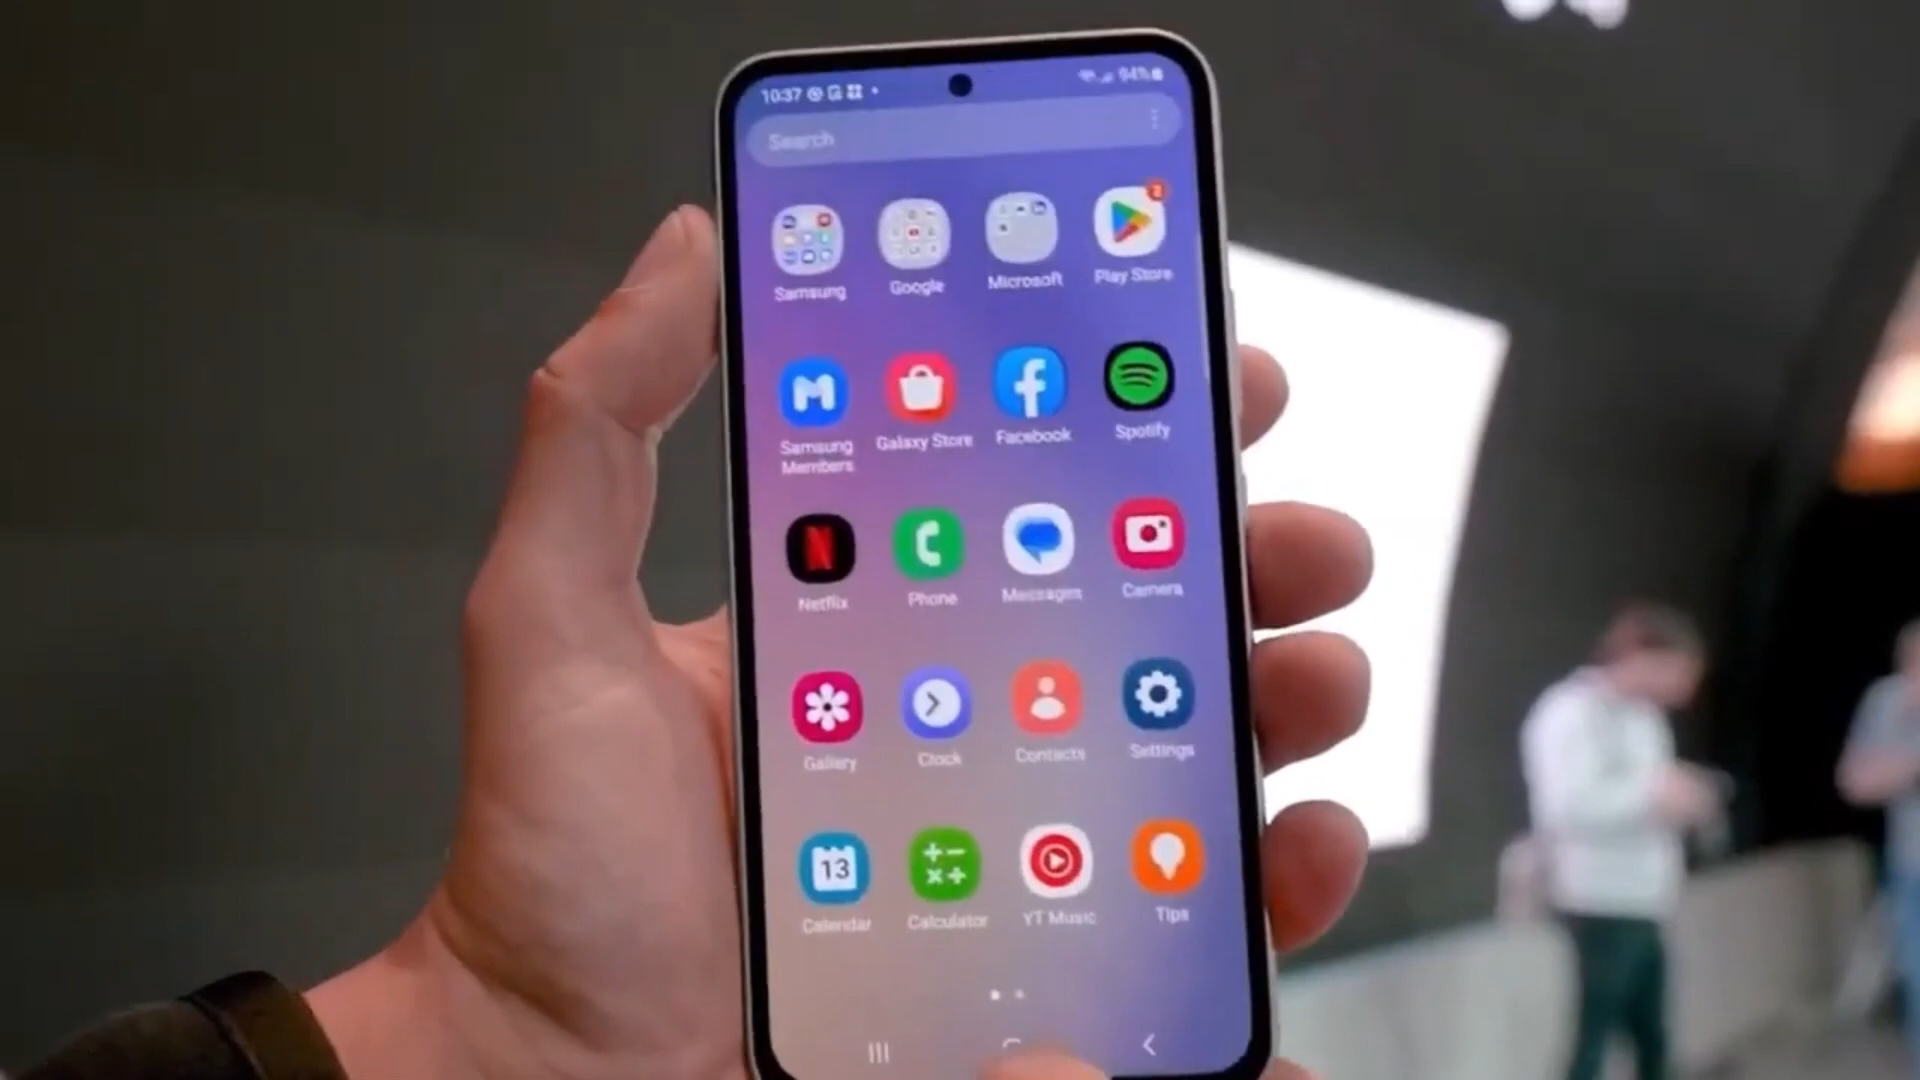 10:37
94%
Search
2
Samsung Google Microsoft Play Store
Samsung Members Galaxy Store Facebook Spotify
N
Netflix Phone Messages Camera
Gallery Clock Contacts Settings
13
Calendar Calculator YT Music Tips